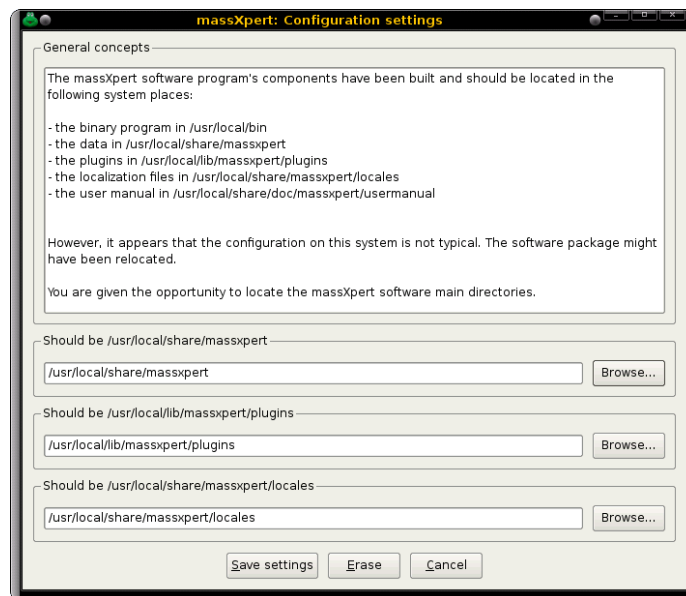 massXpert: Configuration settings
General concepts
The massXpert software program's components have been built and should be located in the
following system places:
- the binary program in /usr/local/bin
- the data in /usr/local/share/massxpert
- the plugins in /usr/local/lib/massxpert/plugins
- the localization files in /usr/local/share/massxpert/locales
- the user manual in /usr/local/share/doc/massxpert/usermanual
However, it appears that the configuration on this system is not typical. The software package might
have been relocated.
You are given the opportunity to locate the massXpert software main directories.
Should be /usr/local/share/massxpert
/usr/local/share/massxpert
Browse...
Should be /usr/local/lib/massxpert/plugins
/usr/local/lib/massxpert/plugins
Browse...
Should be /usr/local/share/massxpert/locales
/usr/local/share/massxpert/locales
Browse...
Save settings
Erase
Cancel